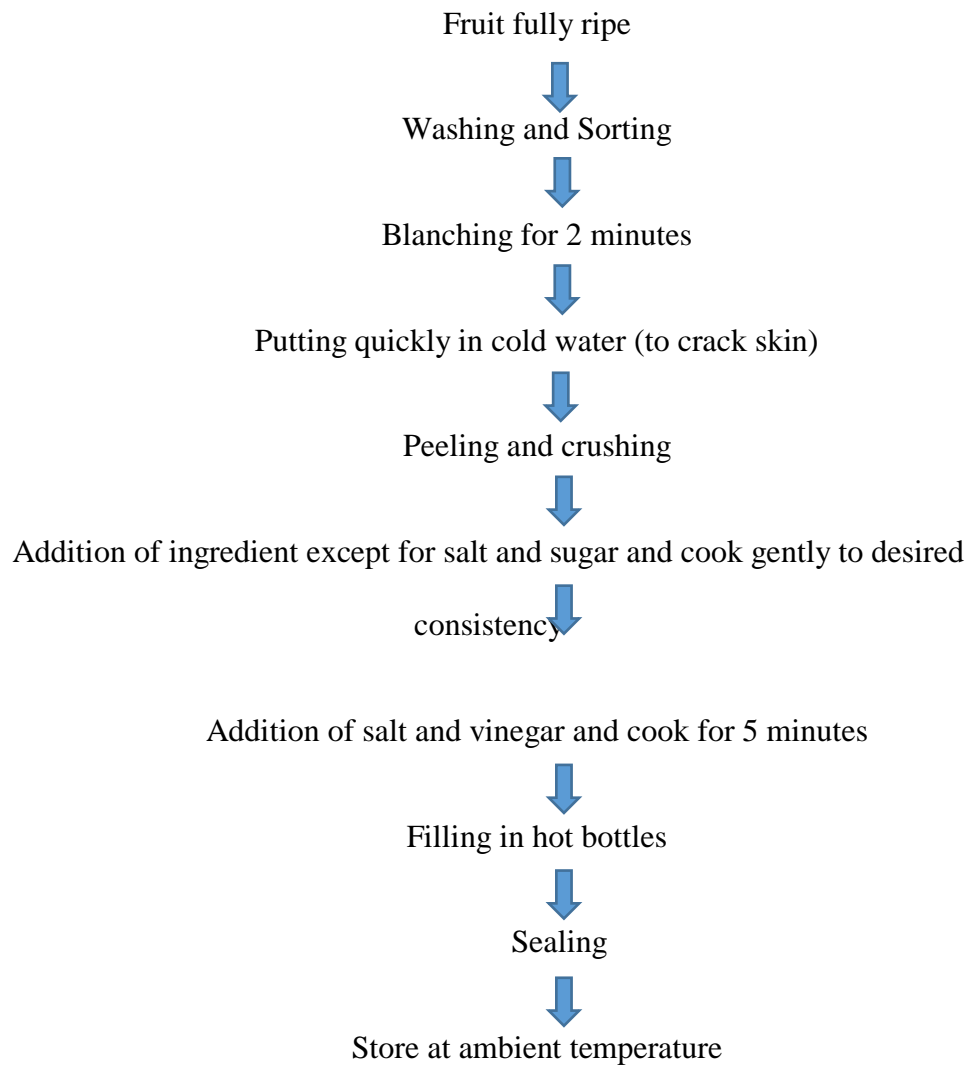 Fruit fully ripe
Washing and Sorting
Blanching for 2 minutes
Putting quickly in cold water (to crack skin)
Peeling and crushing
Addition of ingredient except for salt and sugar and cook gently to desired
consistency
Addition of salt and vinegar and cook for 5 minutes
Filling in hot bottles
Sealing
Store at ambient temperature